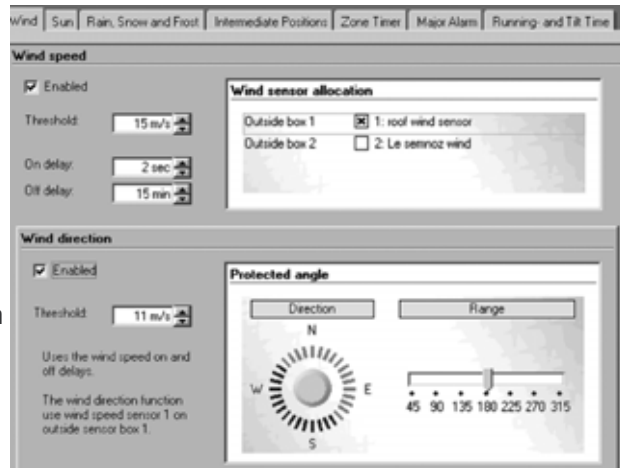 Wind Sun Rain, Snow and Frost Intermediate Positions Zone Timer Major Alarm Running- and Tilt Time
Wind speed
Enabled
Threshold: 15 m/s
On delay: 2 sec
Off delay: 15 min
Wind sensor allocation
Outside box 1 1: roof wind sensor
Outside box 2 2: Le semnoz wind
Wind direction
Enabled
Threshold: 11 m/s
Uses the wind speed on and
off delays.
The wind direction function
use wind speed sensor 1 on
outside sensor box 1.
Protected angle
Direction Range
N
W E
S
45 90 135 180 225 270 315